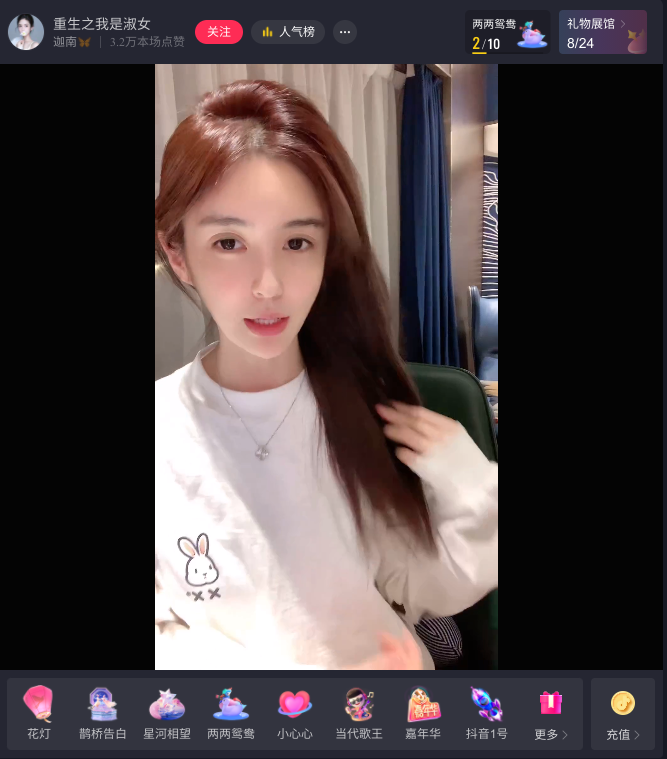 重生之我是淑女
迦南🦋 | 3.2万本场点赞
关注
人气榜
两两鸳鸯
2/10
礼物展馆
8/24
花灯
鹊桥告白
星河相望
两两鸳鸯
小心心
当代歌王
嘉年华
嘉年华
抖音1号
更多
充值